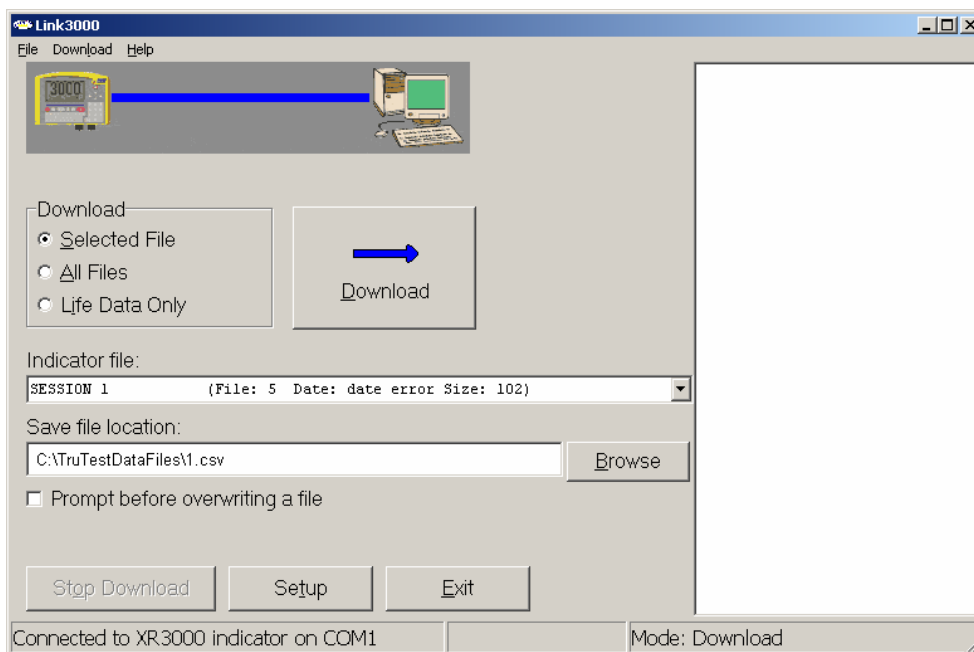 Link3000
File Download Help
3000
Download
Selected File
All Files
Life Data Only
Download
Indicator file:
SESSION 1 (File: 5 Date: date error Size: 102)
Save file location:
C:\TruTestDataFiles\1.csv
Browse
Prompt before overwriting a file
Stop Download Setup Exit
Connected to XR3000 indicator on COM1 Mode: Download